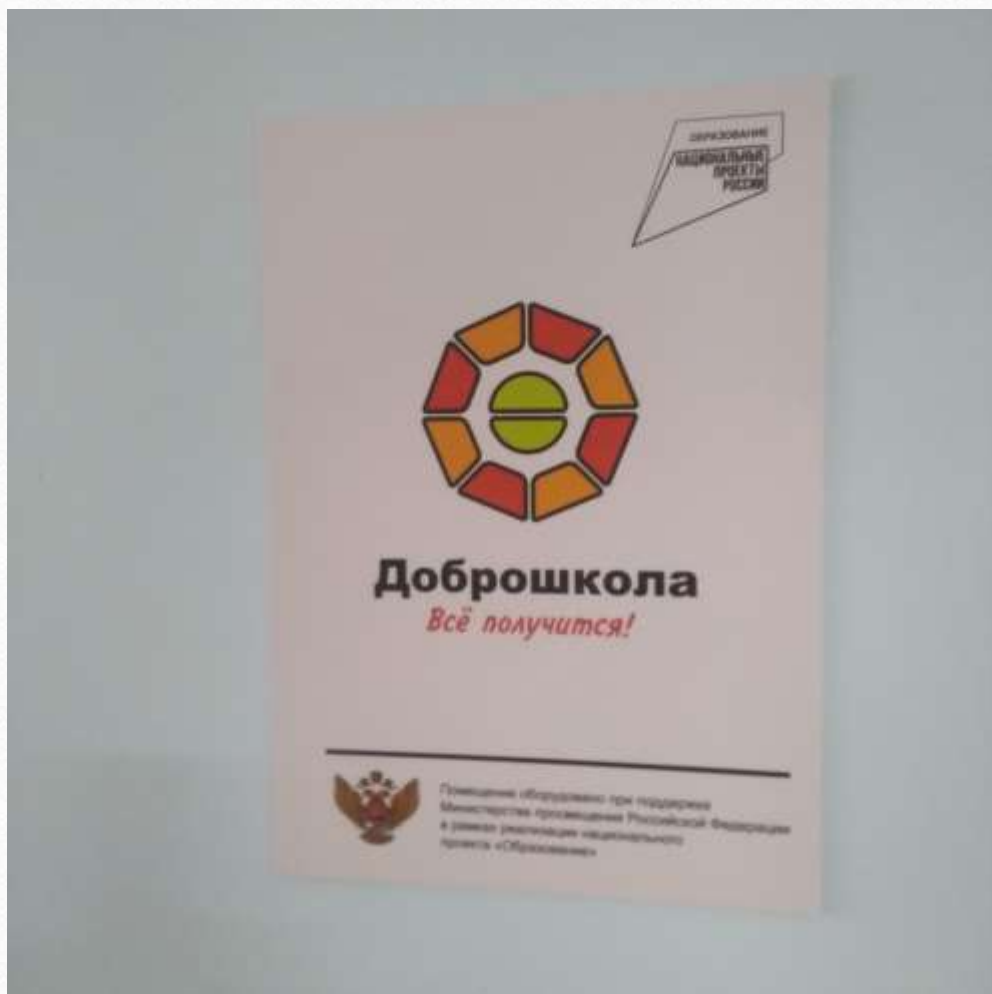 ОБРАЗОВАНИЕ
НАЦИОНАЛЬНЫЕ
ПРОЕКТЫ
РОССИИ
Доброшкола
Всё получится!
Помещение оборудовано при поддержке
Министерства просвещения Российской Федерации
в рамках реализации национального
проекта «Образование»